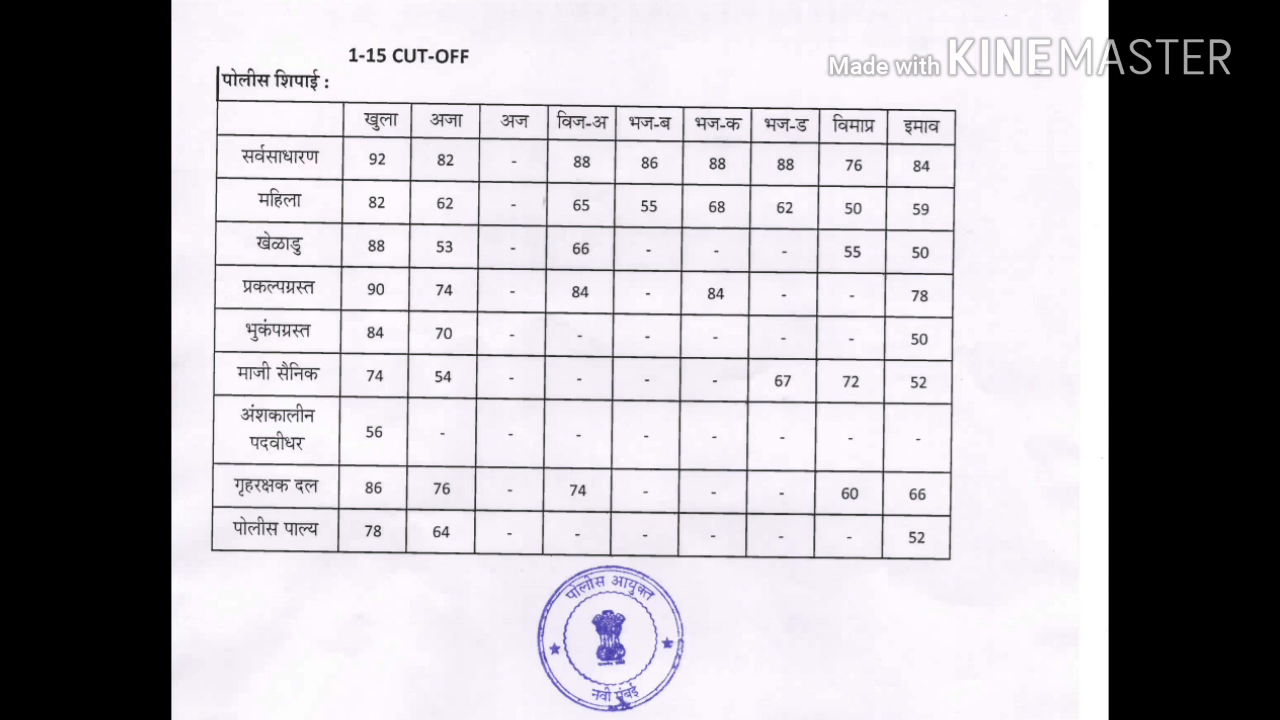 1-15 CUT-OFF
Made with KINEMASTER
पोलीस शिपाई :
खुला अजा अज विज-अ भज-ब भज-क भज-ड विमाप्र इमाव
सर्वसाधारण 92 82 - 88 86 88 88 76 84
महिला 82 62 - 65 55 68 62 50 59
खेळाडु 88 53 - 66 - - - 55 50
प्रकल्पग्रस्त 90 74 - 84 - 84 - - 78
भुकंपग्रस्त 84 70 - - - - - - 50
माजी सैनिक 74 54 - - - - 67 72 52
अंशकालीन
पदवीधर 56 - - - - - - - -
गृहरक्षक दल 86 76 - 74 - - - 60 66
पोलीस पाल्य 78 64 - - - - - - 52
पोलीस आयुक्त
नवी मुंबई